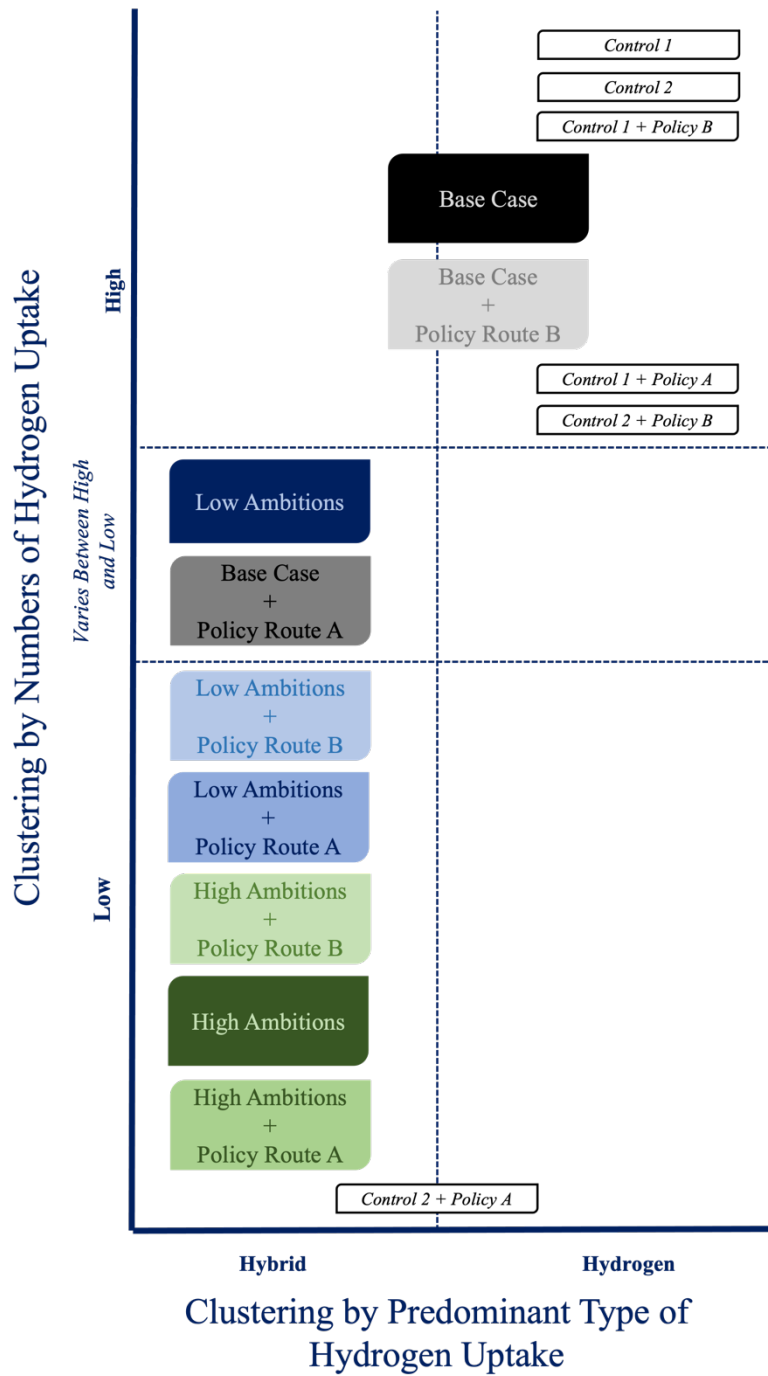 Control 1
Control 2
Control 1 + Policy B
Base Case
Base Case
+
Policy Route B
Control 1 + Policy A
Control 2 + Policy B
Low Ambitions
Base Case
+
Policy Route A
Low Ambitions
+
Policy Route B
Low Ambitions
+
Policy Route A
High Ambitions
+
Policy Route B
High Ambitions
High Ambitions
+
Policy Route A
Control 2 + Policy A
Clustering by Numbers of Hydrogen Uptake
High
Varies Between High
and Low
Low
Hybrid
Hydrogen
Clustering by Predominant Type of
Hydrogen Uptake